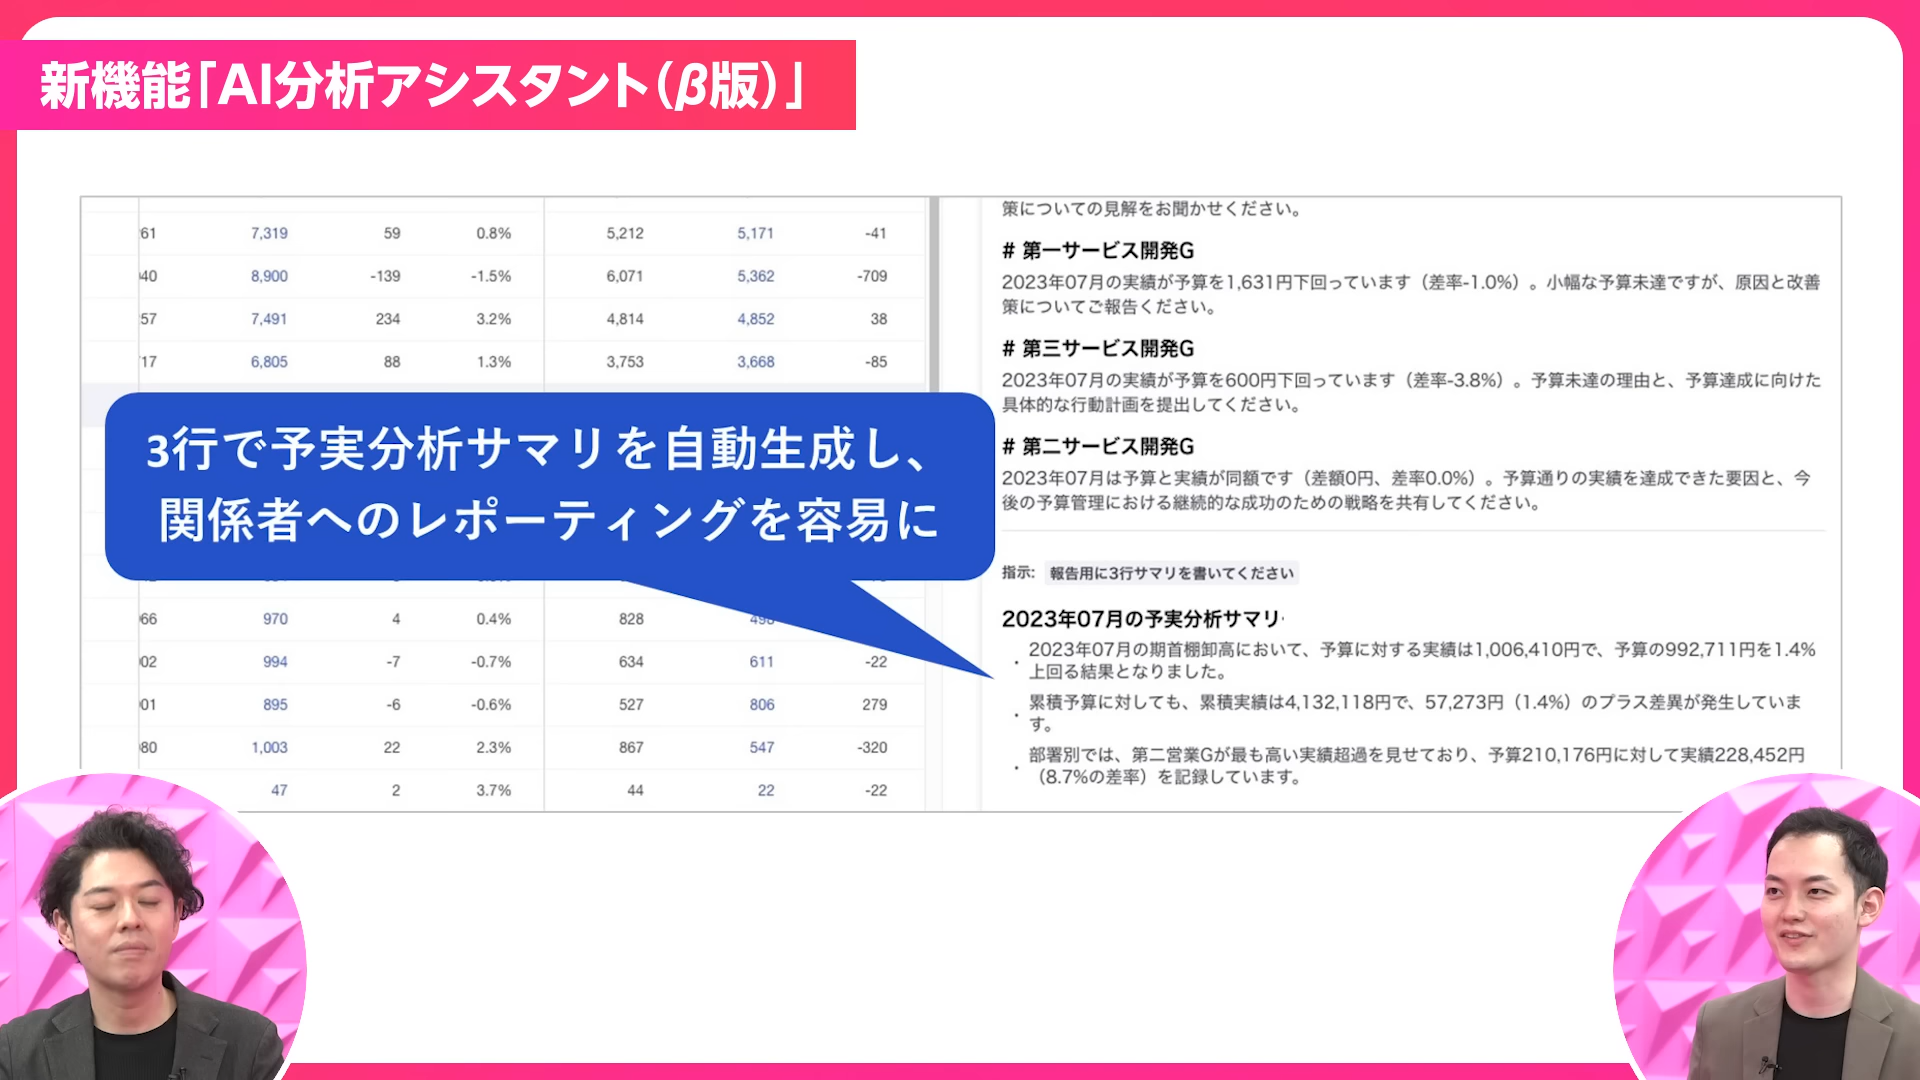 新機能「AI分析アシスタント(β版)」
61 7,319 59 0.8% 5,212 5,171 -41
40 8,900 -139 -1.5% 6,071 5,362 -709
57 7,491 234 3.2% 4,814 4,852 38
17 6,805 88 1.3% 3,753 3,668 -85
3行で予実分析サマリを自動生成し、
関係者へのレポーティングを容易に
66 970 4 0.4% 828
02 994 -7 -0.7% 634 611 -22
01 895 -6 -0.6% 527 806 279
80 1,003 22 2.3% 867 547 -320
47 2 3.7% 44 22 -22
策についての見解をお聞かせください。
# 第一サービス開発G
2023年07月の実績が予算を1,631円下回っています（差率-1.0%）。小幅な予算未達ですが、原因と改善
策についてご報告ください。
# 第三サービス開発G
2023年07月の実績が予算を600円下回っています（差率-3.8%）。予算未達の理由と、予算達成に向けた
具体的な行動計画を提出してください。
# 第二サービス開発G
2023年07月は予算と実績が同額です（差額0円、差率0.0%）。予算通りの実績を達成できた要因と、今
後の予算管理における継続的な成功のための戦略を共有してください。
指示: 報告用に3行サマリを書いてください
2023年07月の予実分析サマリ
・2023年07月の期首棚卸高において、予算に対する実績は1,006,410円で、予算の992,711円を1.4%
上回る結果となりました。
・累積予算に対しても、累積実績は4,132,118円で、57,273円（1.4%）のプラス差異が発生していま
す。
・部署別では、第二営業Gが最も高い実績超過を見せており、予算210,176円に対して実績228,452円
（8.7%の差率）を記録しています。